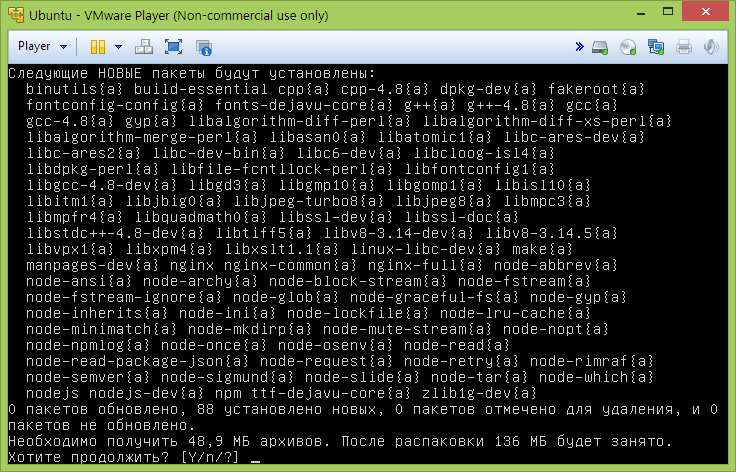 Ubuntu - VMware Player (Non-commercial use only)
Player
Следующие НОВЫЕ пакеты будут установлены:
binutils{a} build-essential cpp{a} cpp-4.8{a} dpkg-dev{a} fakeroot{a}
fontconfig-config{a} fonts-dejavu-core{a} g++{a} g++-4.8{a} gcc{a}
gcc-4.8{a} gyp{a} libalgorithm-diff-perl{a} libalgorithm-diff-xs-perl{a}
libalgorithm-merge-perl{a} libasan0{a} libatomic1{a} libc-ares-dev{a}
libc-ares2{a} libc-dev-bin{a} libc6-dev{a} libcloog-isl4{a}
libdpkg-perl{a} libfile-fcntllock-perl{a} libfontconfig1{a}
libgcc-4.8-dev{a} libgd3{a} libgmp10{a} libgomp1{a} libisl10{a}
libitm1{a} libjbig0{a} libjpeg-turbo8{a} libjpeg8{a} libmpc3{a}
libmpfr4{a} libquadmath0{a} libssl-dev{a} libssl-doc{a}
libstdc++-4.8-dev{a} libtiff5{a} libv8-3.14-dev{a} libv8-3.14.5{a}
libvpx1{a} libxpm4{a} libxslt1.1{a} linux-libc-dev{a} make{a}
manpages-dev{a} nginx nginx-common{a} nginx-full{a} node-abbrev{a}
node-ansi{a} node-archy{a} node-block-stream{a} node-fstream{a}
node-fstream-ignore{a} node-glob{a} node-graceful-fs{a} node-gyp{a}
node-inherits{a} node-ini{a} node-lockfile{a} node-lru-cache{a}
node-minimatch{a} node-mkdirp{a} node-mute-stream{a} node-nopt{a}
node-npmlog{a} node-once{a} node-osenv{a} node-read{a}
node-read-package-json{a} node-request{a} node-retry{a} node-rimraf{a}
node-semver{a} node-sigmund{a} node-slide{a} node-tar{a} node-which{a}
nodejs nodejs-dev{a} npm ttf-dejavu-core{a} zlib1g-dev{a}
0 пакетов обновлено, 88 установлено новых, 0 пакетов отмечено для удаления, и 0
пакетов не обновлено.
Необходимо получить 48,9 МБ архивов. После распаковки 136 МБ будет занято.
Хотите продолжить? [Y/n/?] _